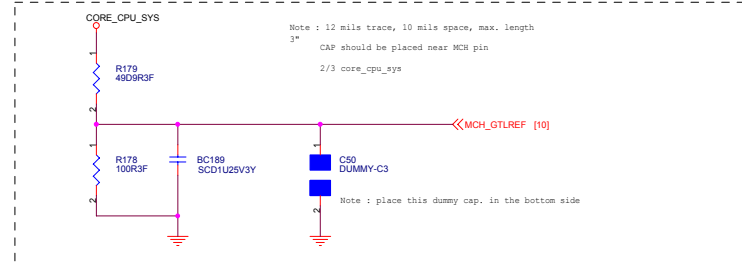 CORE_CPU_SYS
Note : 12 mils trace, 10 mils space, max. length
3"
CAP should be placed near MCH pin
2/3 core_cpu_sys
1
R179
49D9R3F
2
MCH_GTLREF [10]
1
R178
100R3F
2
BC189
SCD1U25V3Y
1
C50
DUMMY-C3
2
Note : place this dummy cap. in the bottom side